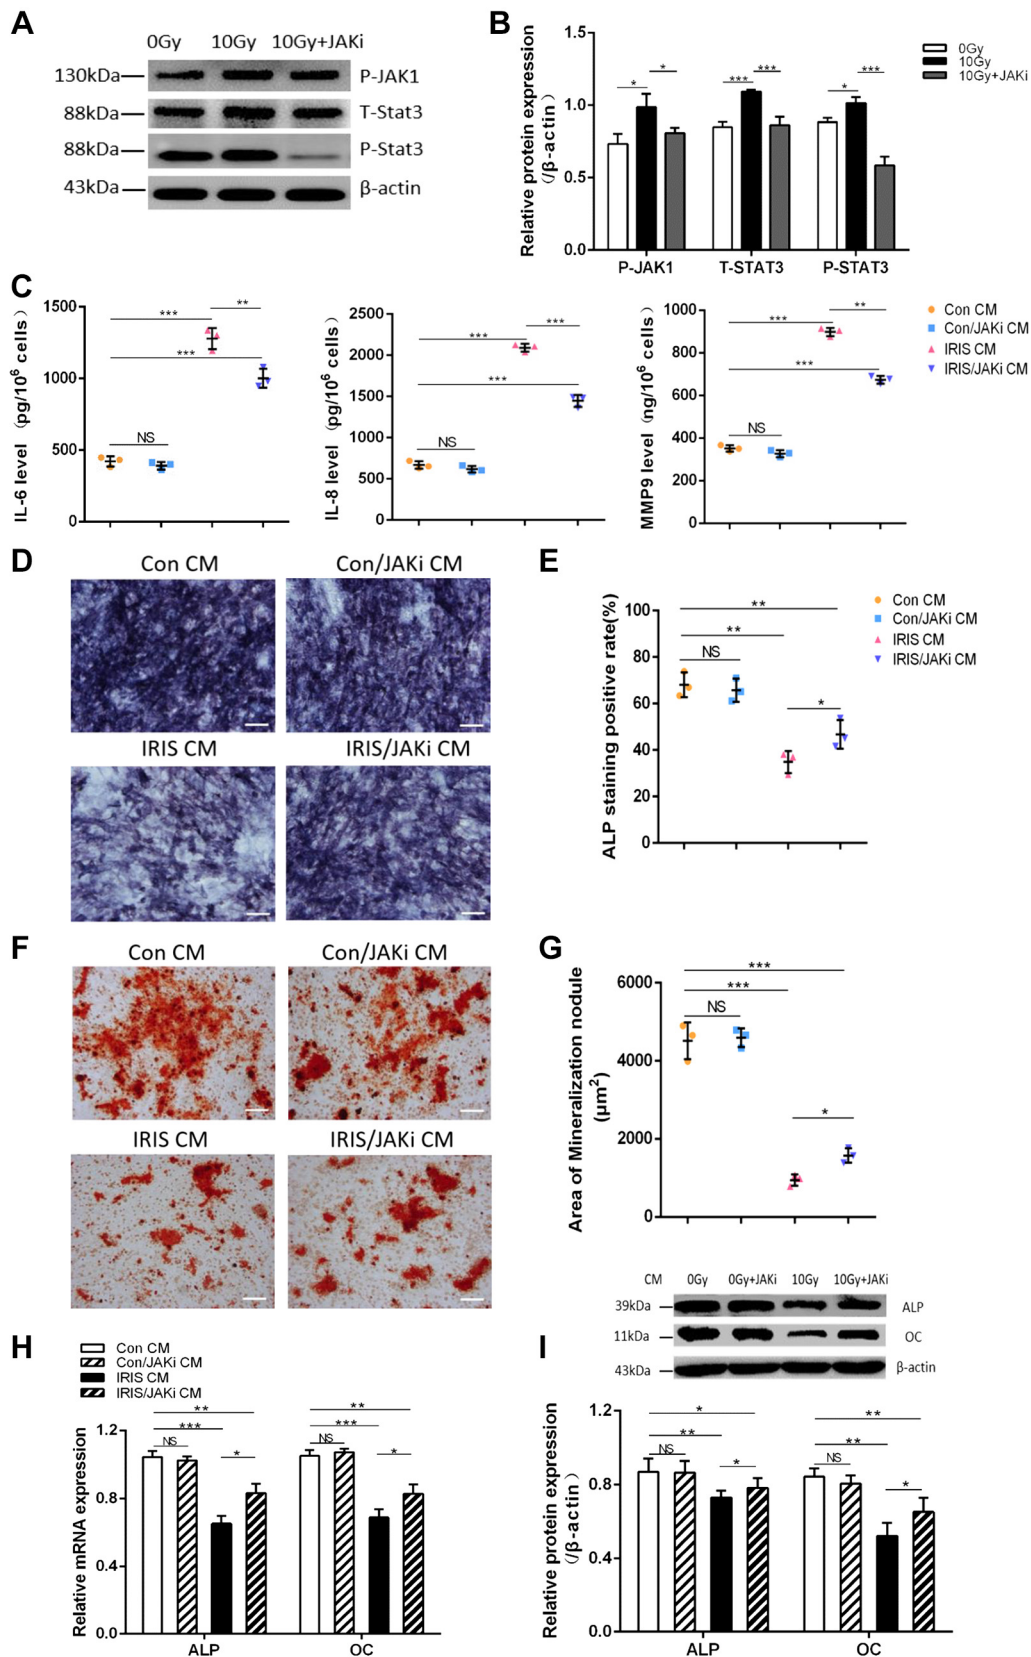 A
0Gy 10Gy 10Gy+JAKi
130kDa P-JAK1
88kDa T-Stat3
88kDa P-Stat3
43kDa β-actin
B
Relative protein expression
(/β-actin)
1.5
1.0
0.5
0.0
* * *** *** * ***
P-JAK1 T-STAT3 P-STAT3
0Gy
10Gy
10Gy+JAKi
C
IL-6 level (pg/10⁶ cells)
1500
1000
500
0
*** **
***
NS
IL-8 level (pg/10⁶ cells)
2500
2000
1500
1000
500
0
***
***
***
NS
MMP9 level (ng/10⁶ cells)
1000
800
600
400
200
0
**
***
***
NS
Con CM
Con/JAKi CM
IRIS CM
IRIS/JAKi CM
D
Con CM Con/JAKi CM
IRIS CM IRIS/JAKi CM
E
ALP staining positive rate(%)
100
80
60
40
20
0
**
**
NS
*
Con CM
Con/JAKi CM
IRIS CM
IRIS/JAKi CM
F
Con CM Con/JAKi CM
IRIS CM IRIS/JAKi CM
G
Area of Mineralization nodule
(μm²)
6000
4000
2000
0
***
***
NS
*
H
Con CM
Con/JAKi CM
IRIS CM
IRIS/JAKi CM
Relative mRNA expression
1.2
0.8
0.4
0.0
** **
*** ***
NS * NS *
ALP OC
I
CM 0Gy 0Gy+JAKi 10Gy 10Gy+JAKi
39kDa ALP
11kDa OC
43kDa β-actin
Relative protein expression
(/β-actin)
1.2
0.8
0.4
0.0
* **
** **
NS * NS *
ALP OC